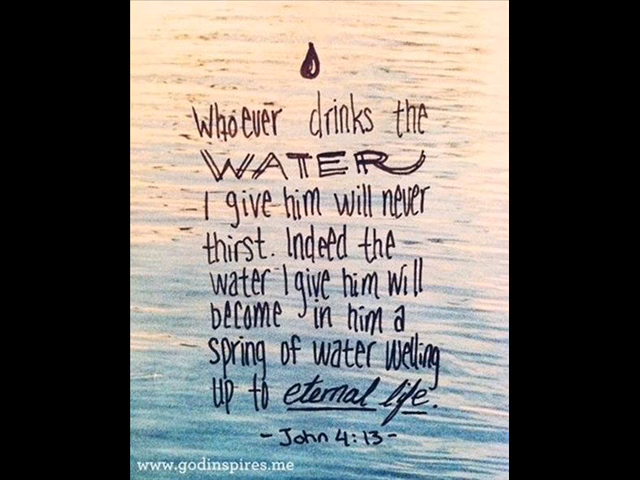 Whoever drinks the
WATER
I give him will never
thirst. Indeed the
water I give him will
become in him a
spring of water welling
up to eternal life.
- John 4:13 -
www.godinspires.me